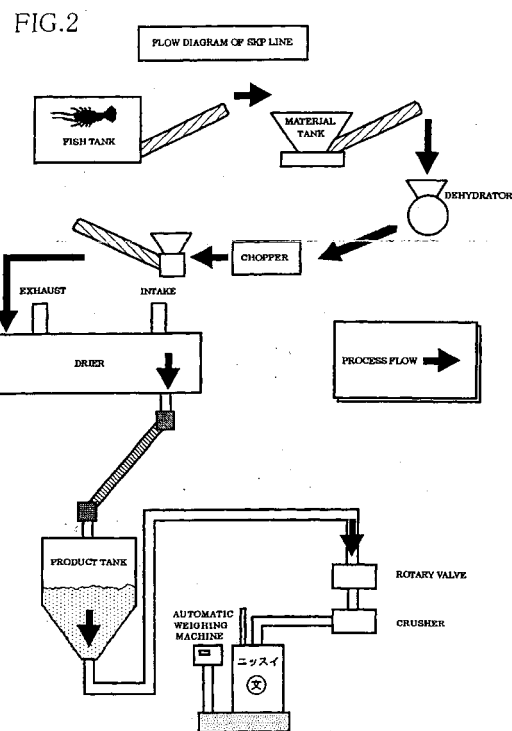 FIG.2
FLOW DIAGRAM OF SKP LINE
FISH TANK
MATERIAL
TANK
DEHYDRATOR
CHOPPER
EXHAUST
INTAKE
DRIER
PROCESS FLOW
PRODUCT TANK
ROTARY VALVE
CRUSHER
AUTOMATIC
WEIGHING
MACHINE
ニッスイ
文